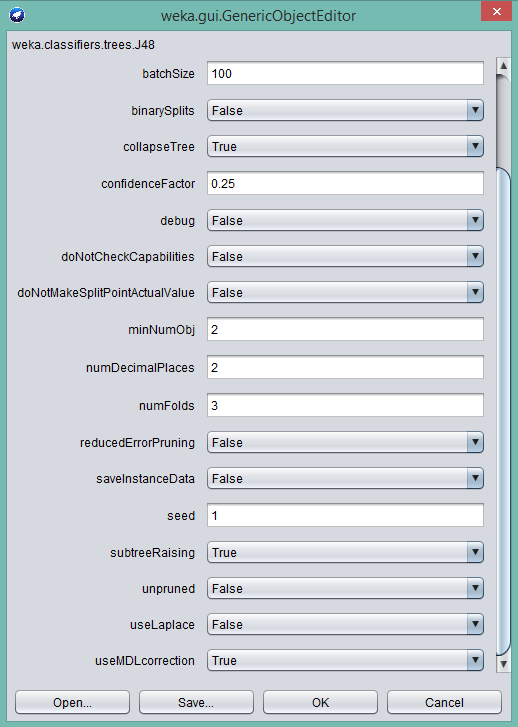 weka.gui.GenericObjectEditor
weka.classifiers.trees.J48
batchSize 100
binarySplits False
collapseTree True
confidenceFactor 0.25
debug False
doNotCheckCapabilities False
doNotMakeSplitPointActualValue False
minNumObj 2
numDecimalPlaces 2
numFolds 3
reducedErrorPruning False
saveInstanceData False
seed 1
subtreeRaising True
unpruned False
useLaplace False
useMDLcorrection True
Open... Save... OK Cancel